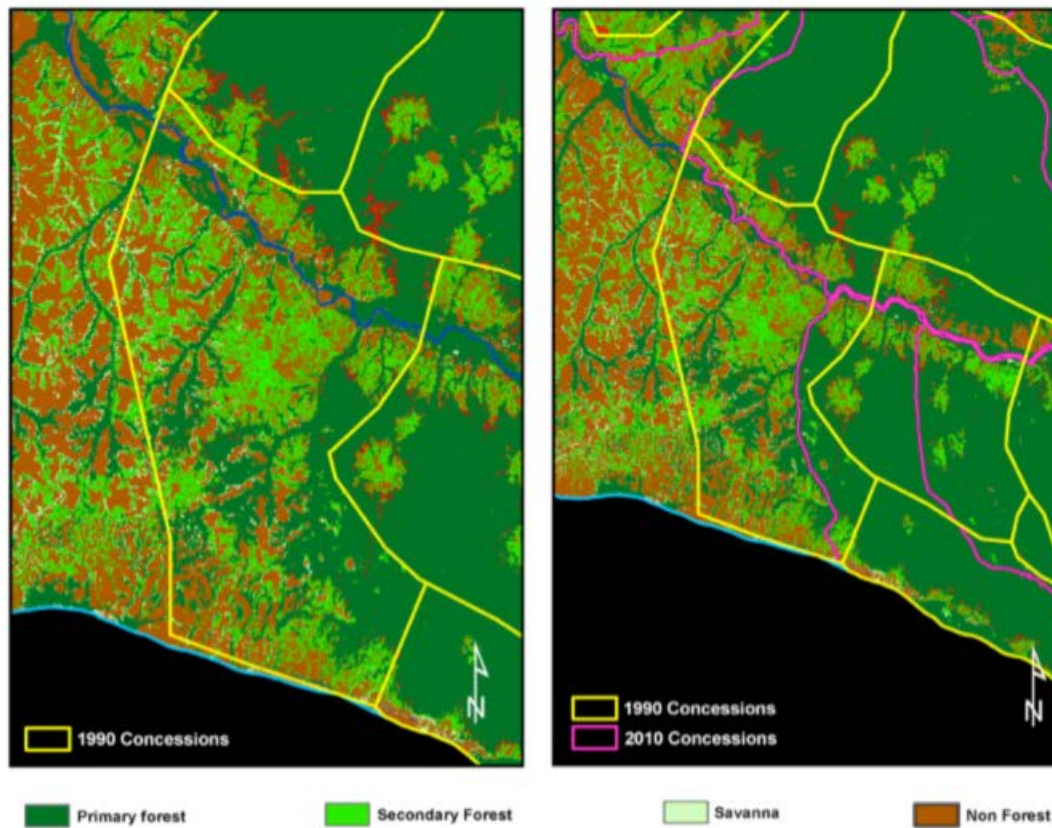 1990 Concessions
1990 Concessions
2010 Concessions
N
N
Primary forest
Secondary Forest
Savanna
Non Forest